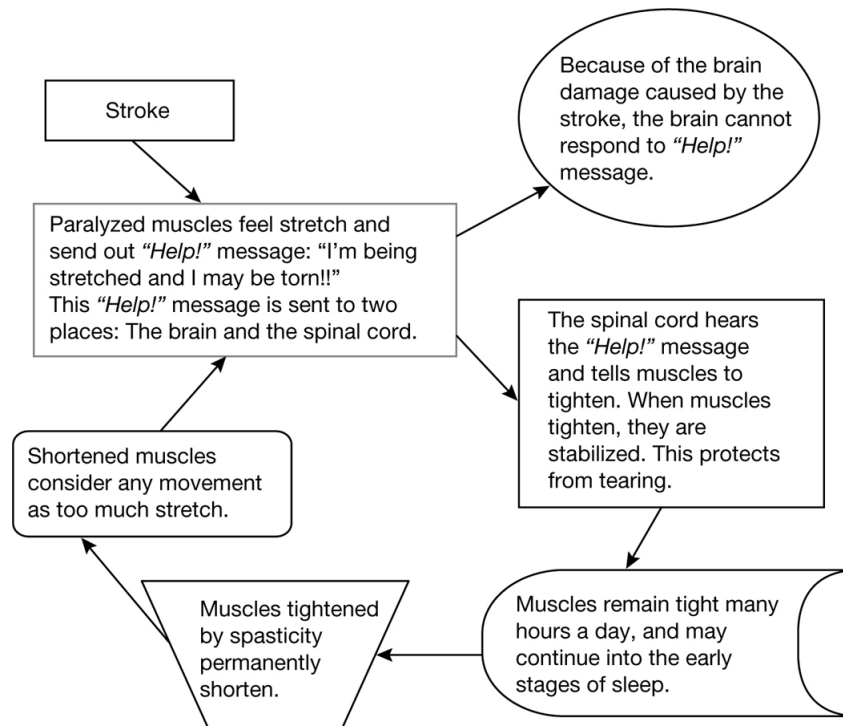 Stroke
Because of the brain
damage caused by the
stroke, the brain cannot
respond to “Help!”
message.
Paralyzed muscles feel stretch and
send out “Help!” message: “I’m being
stretched and I may be torn!!”
This “Help!” message is sent to two
places: The brain and the spinal cord.
The spinal cord hears
the “Help!” message
and tells muscles to
tighten. When muscles
tighten, they are
stabilized. This protects
from tearing.
Muscles remain tight many
hours a day, and may
continue into the early
stages of sleep.
Muscles tightened
by spasticity
permanently
shorten.
Shortened muscles
consider any movement
as too much stretch.